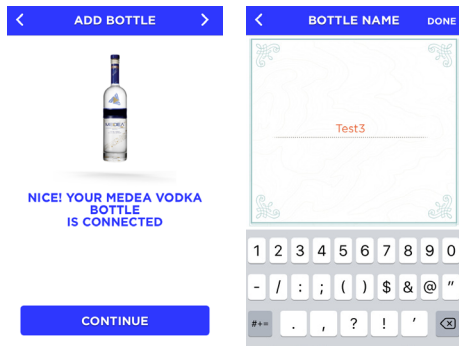 ADD BOTTLE
MEDEA
NICE! YOUR MEDEA VODKA
BOTTLE
IS CONNECTED
CONTINUE
BOTTLE NAME DONE
Test3
1 2 3 4 5 6 7 8 9 0
- / : ; ( ) $ & @ "
#+= . , ? ! '